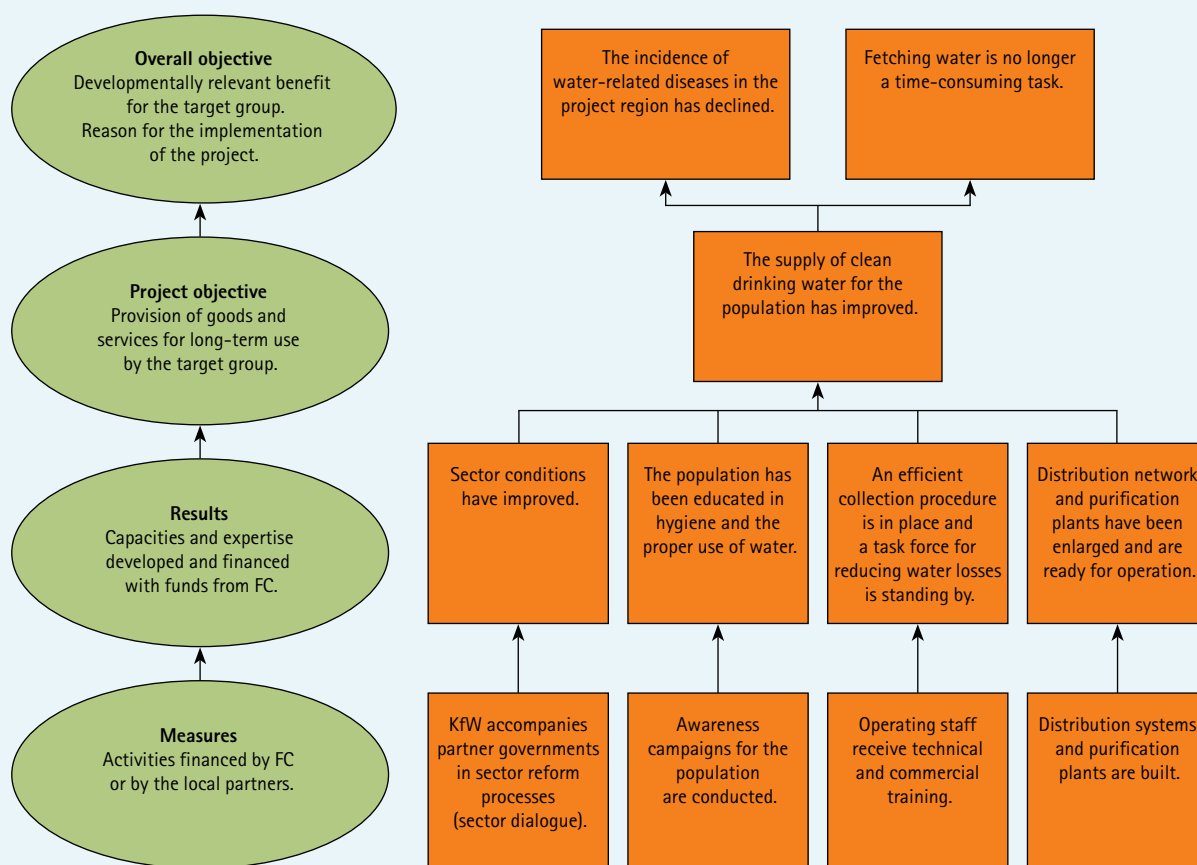 Overall objective
Developmentally relevant benefit
for the target group.
Reason for the implementation
of the project.
The incidence of
water-related diseases in the
project region has declined.
Fetching water is no longer
a time-consuming task.
Project objective
Provision of goods and
services for long-term use
by the target group.
The supply of clean
drinking water for the
population has improved.
Results
Capacities and expertise
developed and financed
with funds from FC.
Sector conditions
have improved.
The population has
been educated in
hygiene and the
proper use of water.
An efficient
collection procedure
is in place and
a task force for
reducing water losses
is standing by.
Distribution network
and purification
plants have been
enlarged and are
ready for operation.
Measures
Activities financed by FC
or by the local partners.
KfW accompanies
partner governments
in sector reform
processes
(sector dialogue).
Awareness
campaigns for the
population
are conducted.
Operating staff
receive technical
and commercial
training.
Distribution systems
and purification
plants are built.